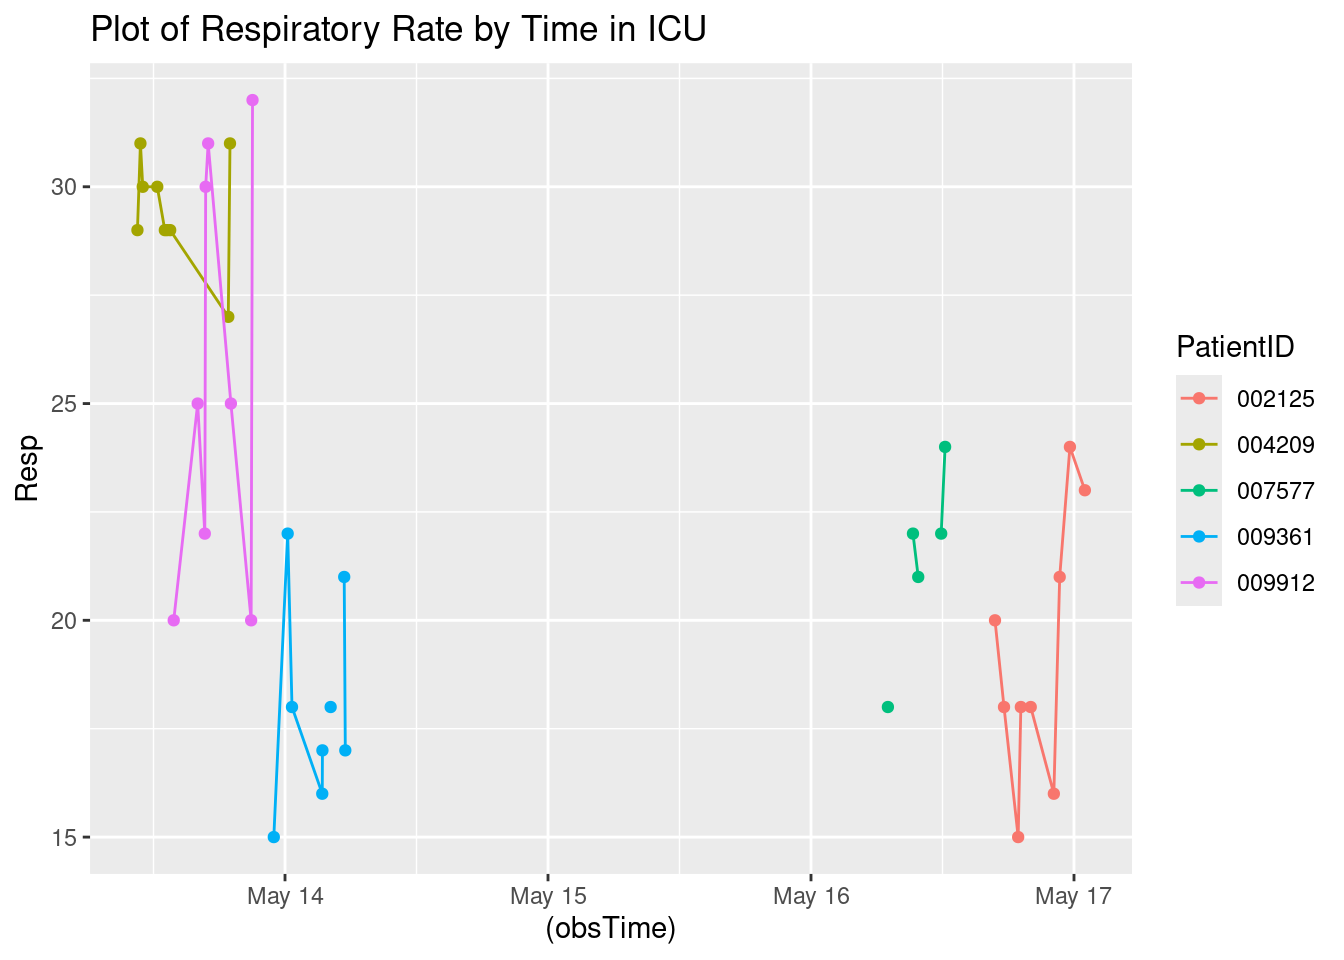 Plot of Respiratory Rate by Time in ICU
30
25
20
15
Resp
May 14
May 15
May 16
May 17
(obsTime)
PatientID
002125
004209
007577
009361
009912